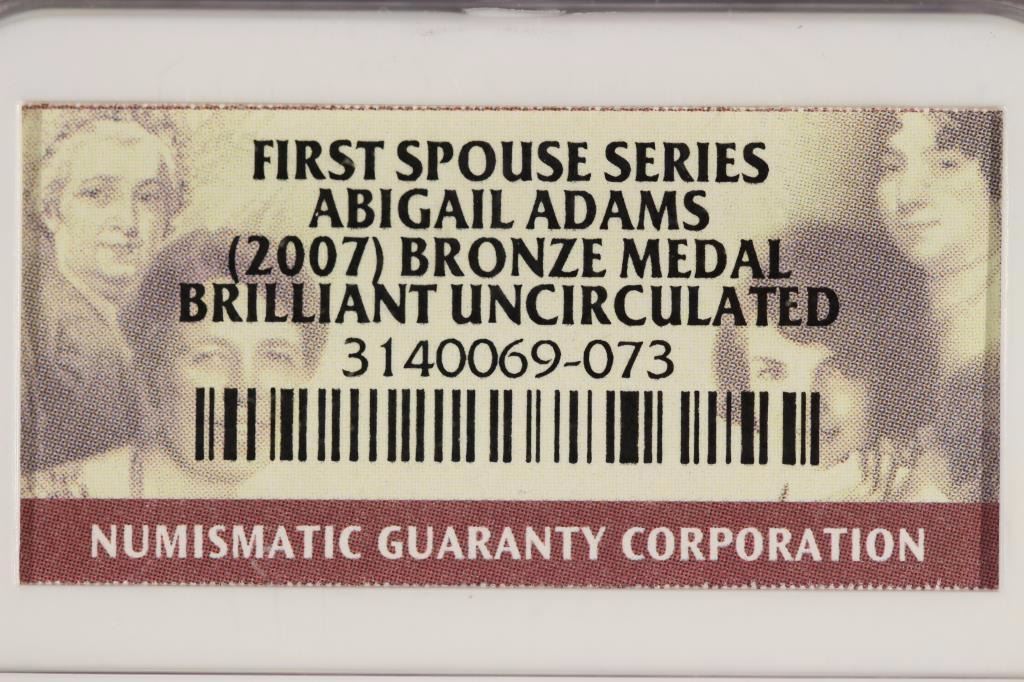 FIRST SPOUSE SERIES
ABIGAIL ADAMS
(2007) BRONZE MEDAL
BRILLIANT UNCIRCULATED
3140069-073
NUMISMATIC GUARANTY CORPORATION